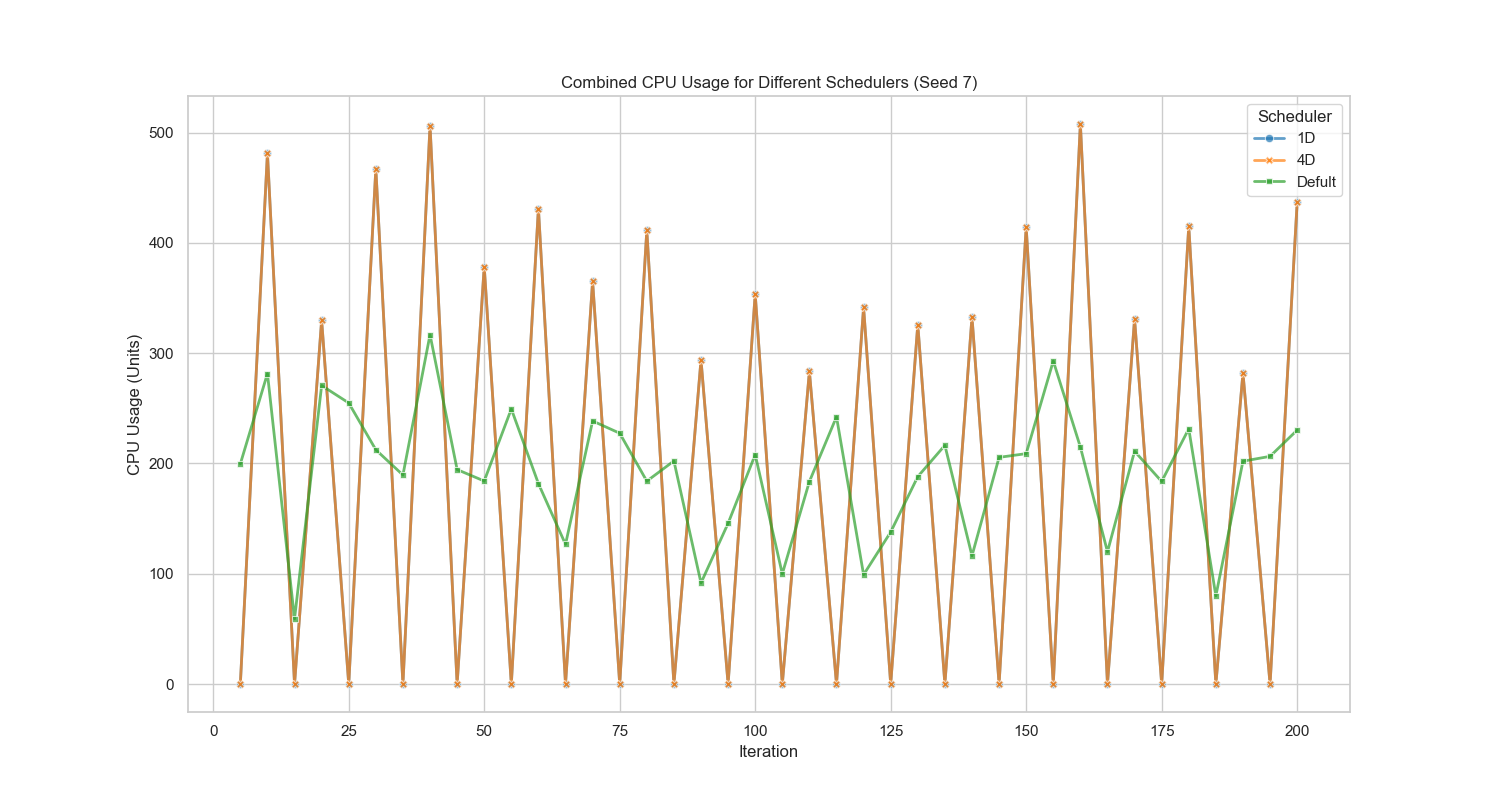 Combined CPU Usage for Different Schedulers (Seed 7)
CPU Usage (Units)
500
400
300
200
100
0
0 25 50 75 100 125 150 175 200
Iteration
Scheduler
1D
4D
Defult